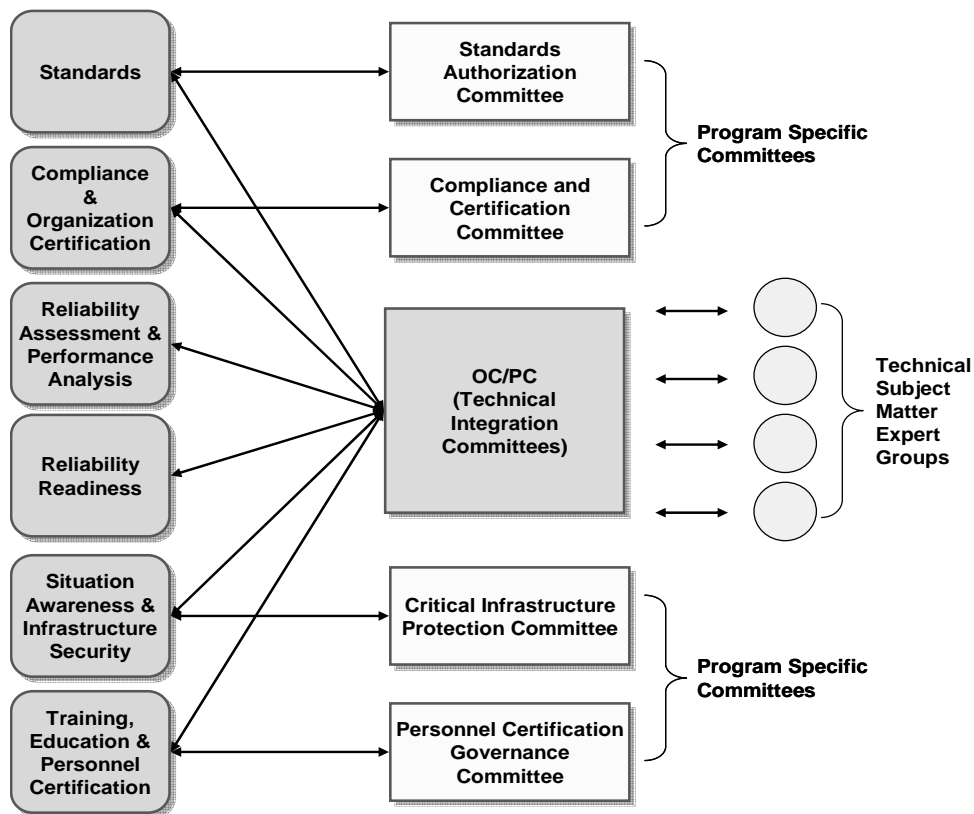 Standards
Standards
Authorization
Committee
Program Specific
Committees
Compliance
&
Organization
Certification
Compliance and
Certification
Committee
Reliability
Assessment &
Performance
Analysis
OC/PC
(Technical
Integration
Committees)
Technical
Subject
Matter
Expert
Groups
Reliability
Readiness
Situation
Awareness &
Infrastructure
Security
Critical Infrastructure
Protection Committee
Program Specific
Committees
Training,
Education &
Personnel
Certification
Personnel Certification
Governance
Committee